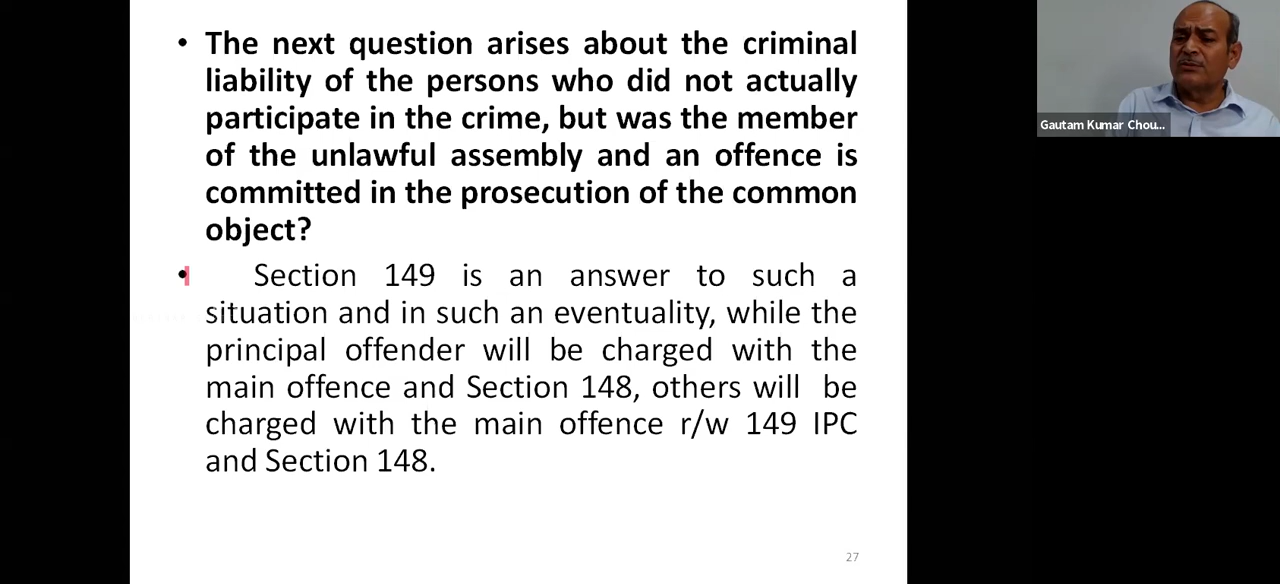 • The next question arises about the criminal
liability of the persons who did not actually
participate in the crime, but was the member
of the unlawful assembly and an offence is
committed in the prosecution of the common
object?
• Section 149 is an answer to such a
situation and in such an eventuality, while the
principal offender will be charged with the
main offence and Section 148, others will be
charged with the main offence r/w 149 IPC
and Section 148.
27
Gautam Kumar Chou...